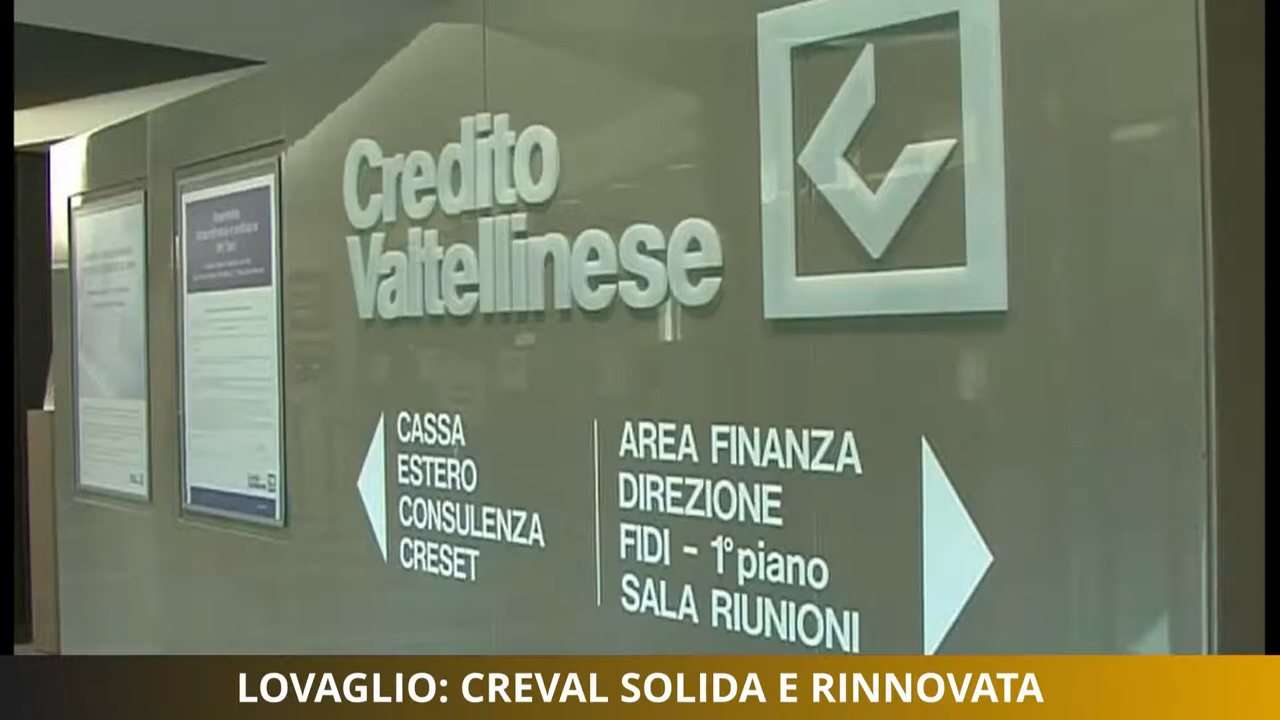 Credito
Valtellinese
CASSA
ESTERO
CONSULENZA
CRESET
AREA FINANZA
DIREZIONE
FIDI - 1° piano
SALA RIUNIONI
LOVAGLIO: CREVAL SOLIDA E RINNOVATA